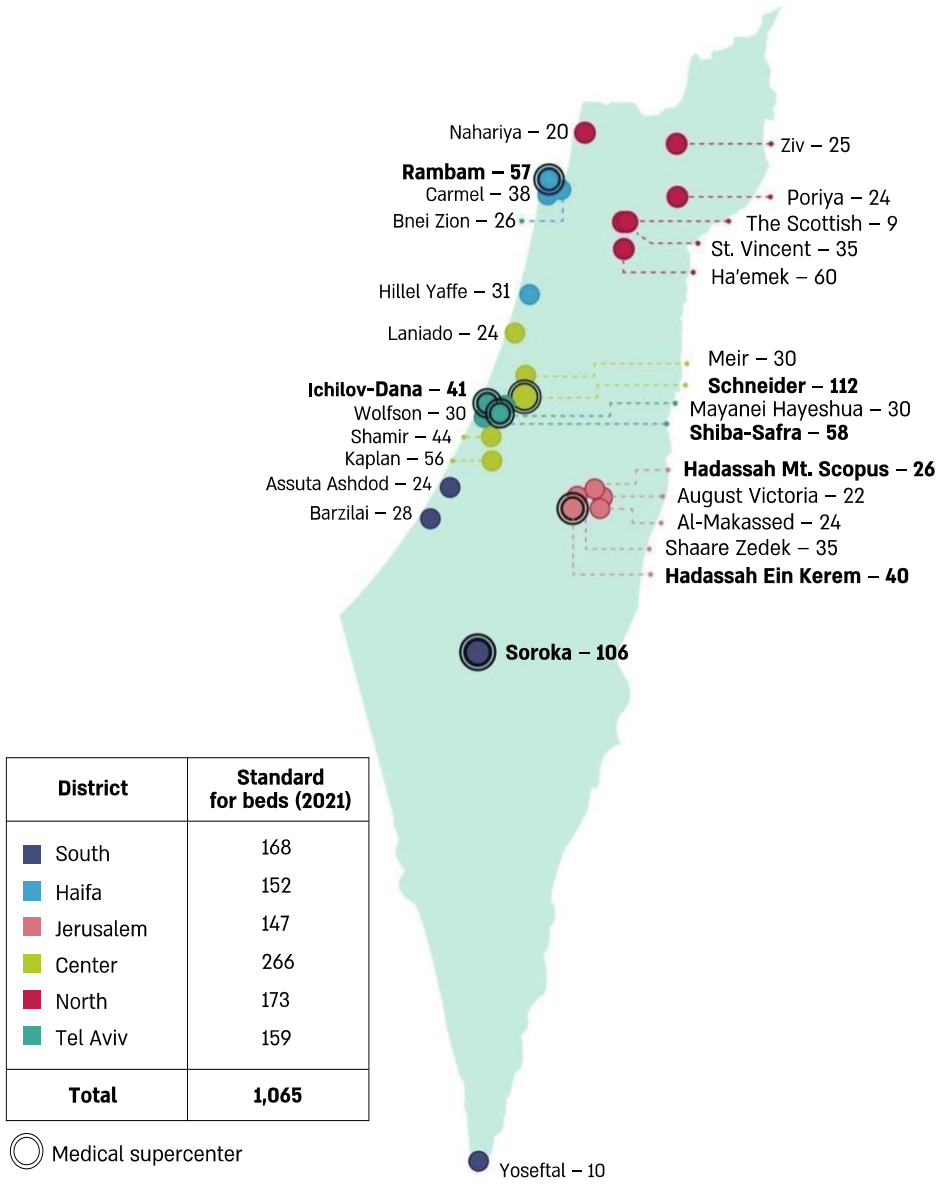 Nahariya – 20
Ziv – 25
Rambam – 57
Carmel – 38
Poriya – 24
Bnei Zion – 26
The Scottish – 9
St. Vincent – 35
Ha'emek – 60
Hillel Yaffe – 31
Laniado – 24
Meir – 30
Ichilov-Dana – 41
Schneider – 112
Wolfson – 30
Mayanei Hayeshua – 30
Shamir – 44
Shiba-Safra – 58
Kaplan – 56
Hadassah Mt. Scopus – 26
Assuta Ashdod – 24
August Victoria – 22
Barzilai – 28
Al-Makassed – 24
Shaare Zedek – 35
Hadassah Ein Kerem – 40
Soroka – 106
District Standard
for beds (2021)
South 168
Haifa 152
Jerusalem 147
Center 266
North 173
Tel Aviv 159
Total 1,065
Medical supercenter
Yoseftal – 10